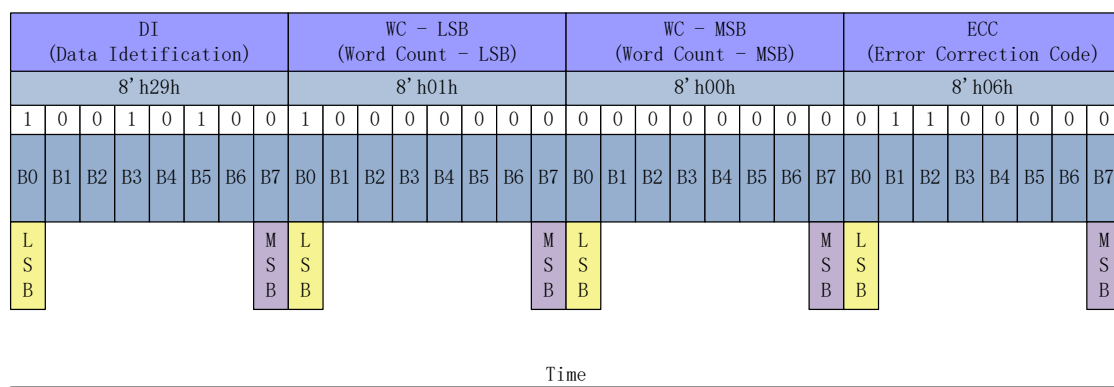 DI WC - LSB WC - MSB ECC
(Data Idetification) (Word Count - LSB) (Word Count - MSB) (Error Correction Code)
8'h29h 8'h01h 8'h00h 8'h06h
1 0 0 1 0 1 0 0 1 0 0 0 0 0 0 0 0 0 0 0 0 0 0 0 0 1 1 0 0 0 0 0
B0 B1 B2 B3 B4 B5 B6 B7 B0 B1 B2 B3 B4 B5 B6 B7 B0 B1 B2 B3 B4 B5 B6 B7 B0 B1 B2 B3 B4 B5 B6 B7
L M L M L M L M
S S S S S S S S
B B B B B B B B
Time